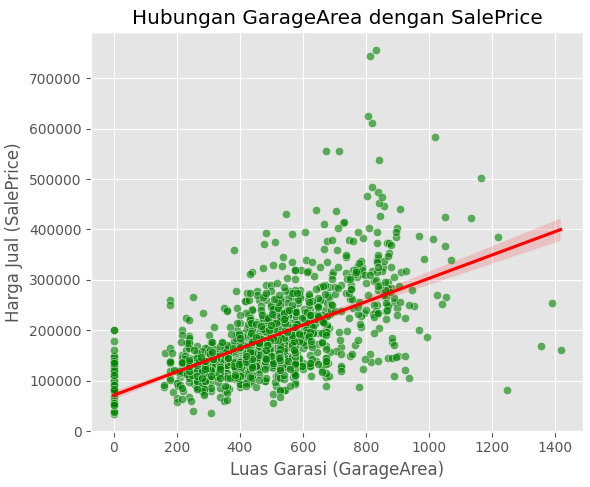 Hubungan GarageArea dengan SalePrice
Harga Jual (SalePrice)
700000
600000
500000
400000
300000
200000
100000
0
0 200 400 600 800 1000 1200 1400
Luas Garasi (GarageArea)